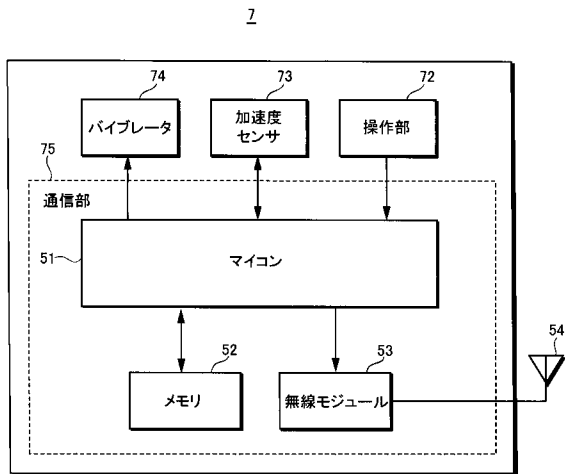 7
74
73
72
バイブレータ
加速度
センサ
操作部
75
通信部
51
マイコン
54
52
53
メモリ
無線モジュール